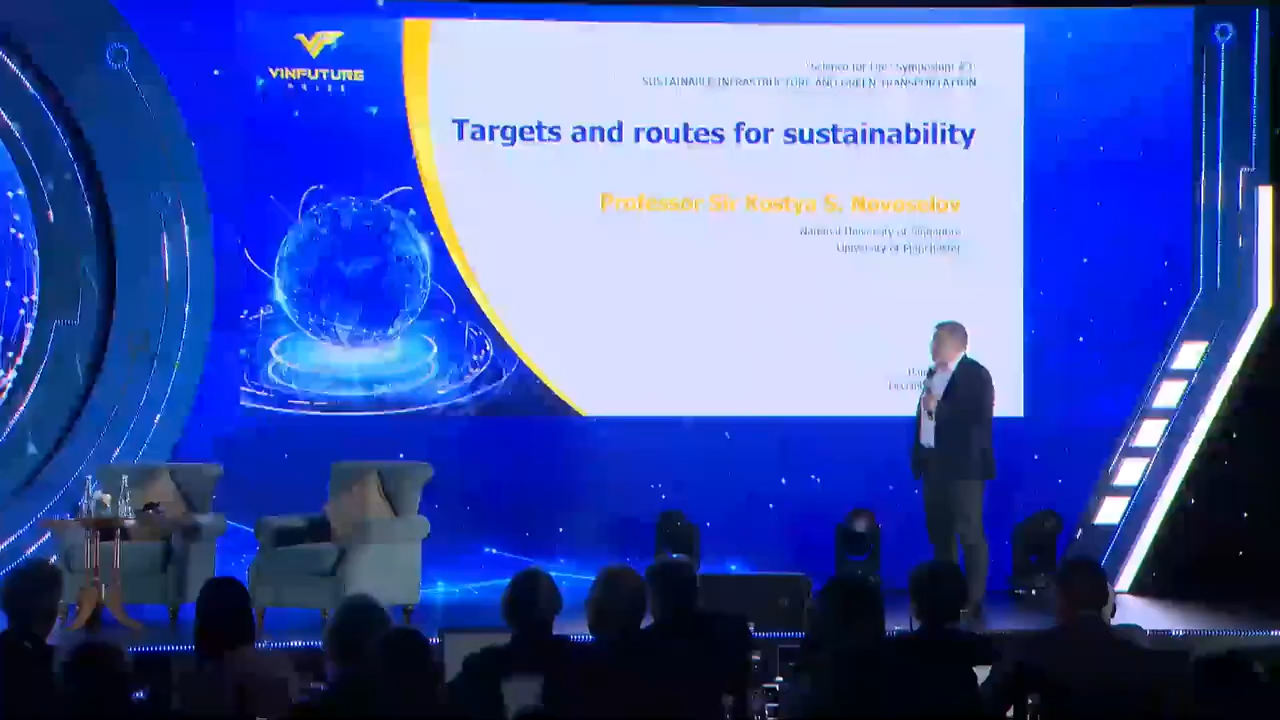 VINFUTURE
PRIZE
"Science for Life" Symposium #3:
SUSTAINABLE INFRASTRUCTURE AND GREEN TRANSPORTATION
Targets and routes for sustainability
Professor Sir Kostya S. Novoselov
National University of Singapore
University of Manchester